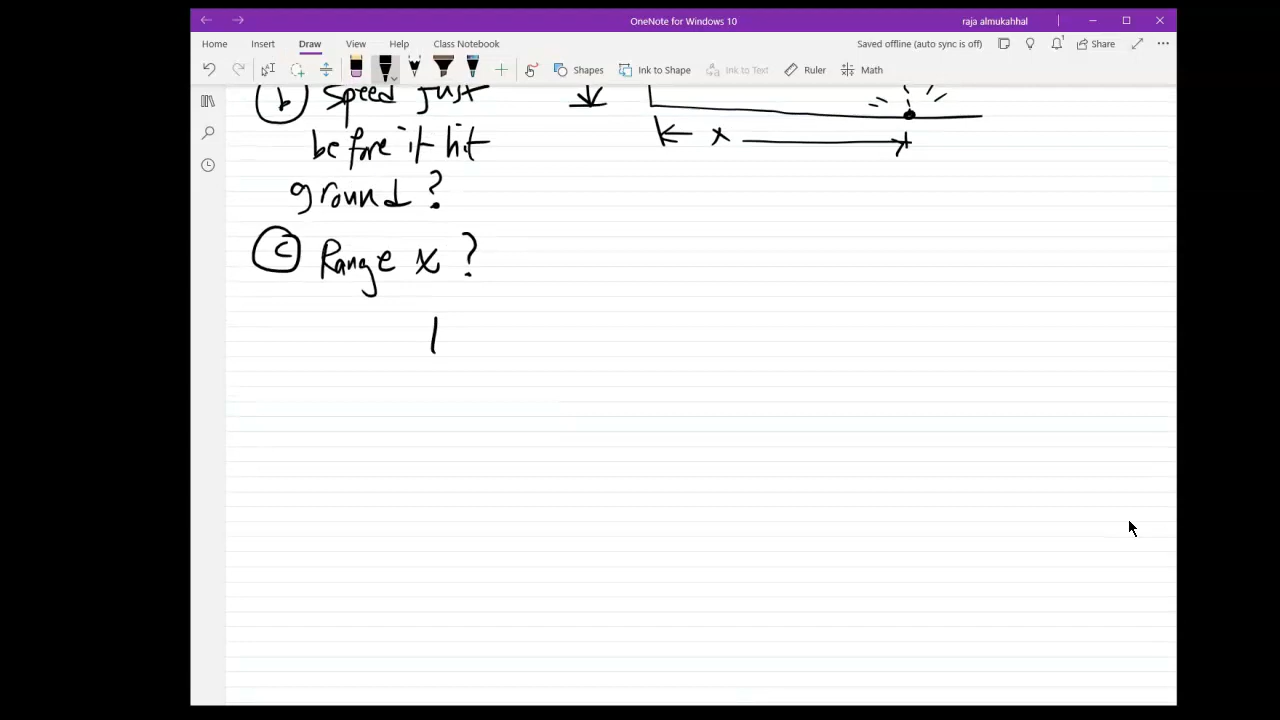 OneNote for Windows 10
raja almukahhal
Home Insert Draw View Help Class Notebook
Saved offline (auto sync is off)
Share
Shapes
Ink to Shape
Ink to Text
Ruler
Math
b Speed Just
before it hit
ground ?
x
c Range x ?